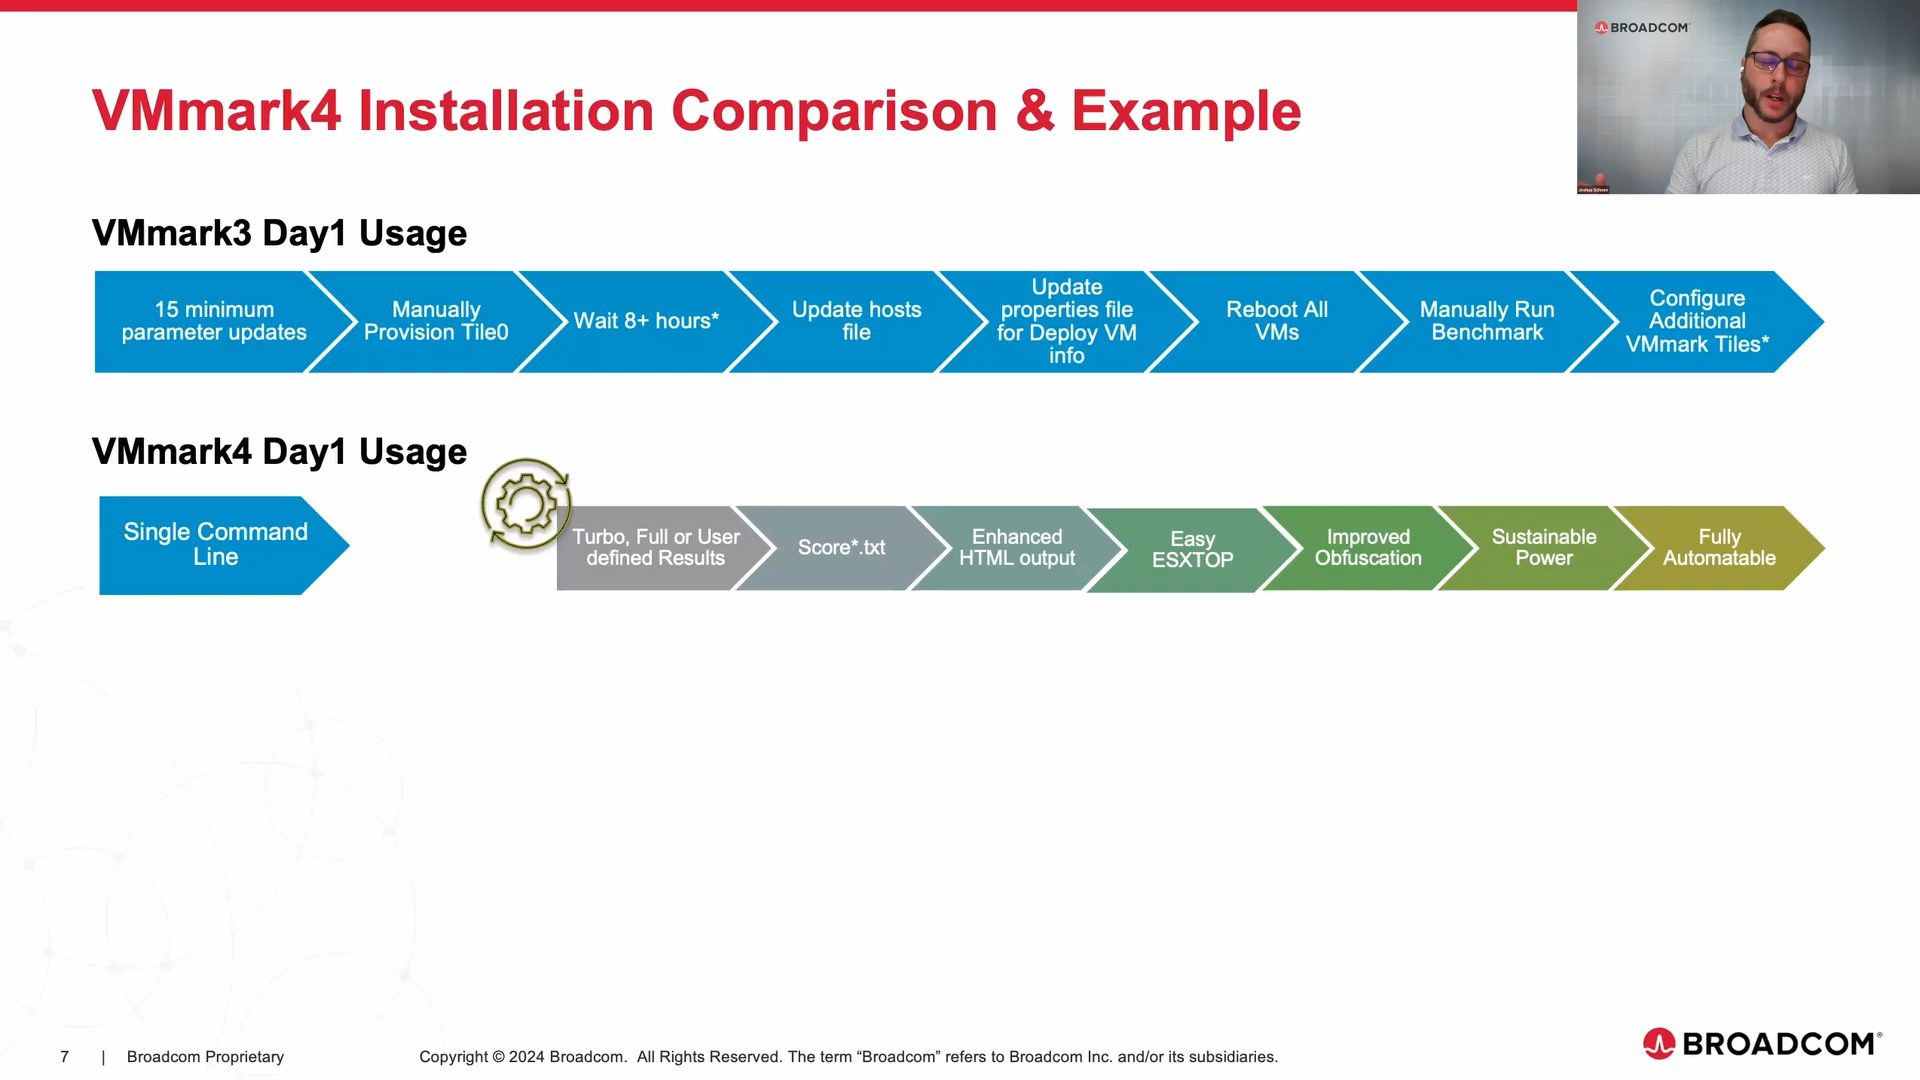 BROADCOM
Joshua Schnee
VMmark4 Installation Comparison & Example
VMmark3 Day1 Usage
15 minimum
parameter updates
Manually
Provision Tile0
Wait 8+ hours*
Update hosts
file
Update
properties file
for Deploy VM
info
Reboot All
VMs
Manually Run
Benchmark
Configure
Additional
VMmark Tiles*
VMmark4 Day1 Usage
Single Command
Line
Turbo, Full or User
defined Results
Score*.txt
Enhanced
HTML output
Easy
ESXTOP
Improved
Obfuscation
Sustainable
Power
Fully
Automatable
7 | Broadcom Proprietary
Copyright © 2024 Broadcom. All Rights Reserved. The term “Broadcom” refers to Broadcom Inc. and/or its subsidiaries.
BROADCOM®